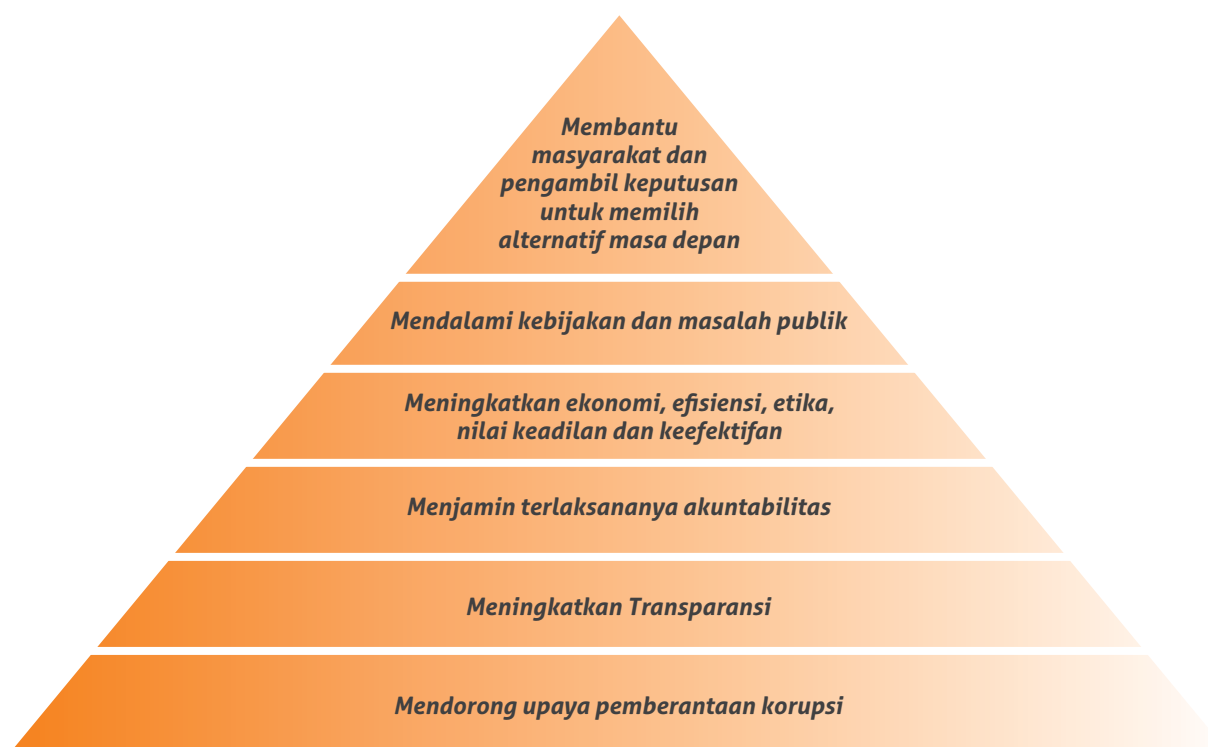 Membantu
masyarakat dan
pengambil keputusan
untuk memilih
alternatif masa depan
Mendalami kebijakan dan masalah publik
Meningkatkan ekonomi, efisiensi, etika,
nilai keadilan dan keefektifan
Menjamin terlaksananya akuntabilitas
Meningkatkan Transparansi
Mendorong upaya pemberantaan korupsi